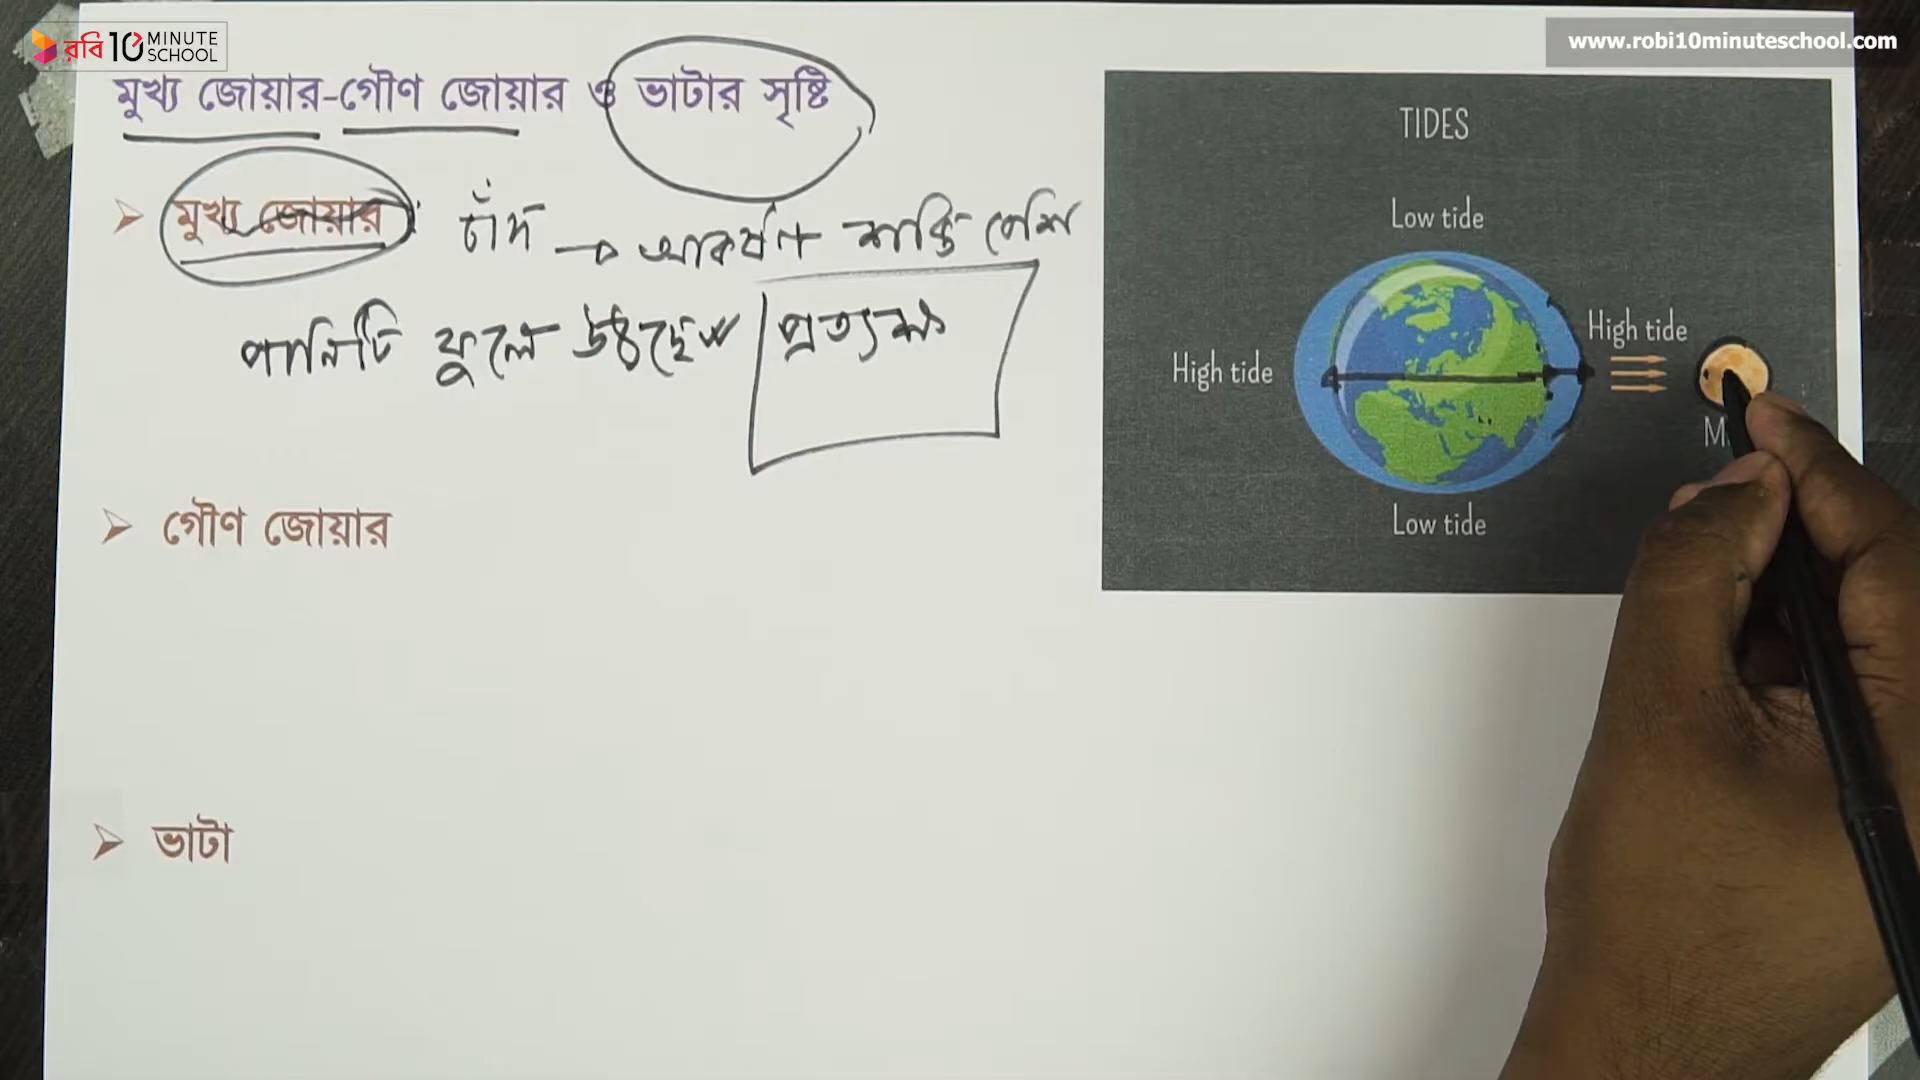 রবি 10 MINUTE SCHOOL
www.robi10minuteschool.com
মুখ্য জোয়ার-গৌণ জোয়ার ও ভাটার সৃষ্টি
মুখ্য জোয়ার: চাঁদ → আকর্ষণ শক্তি বেশি
পানিটি ফুলে উঠছে প্রত্যক্ষ
গৌণ জোয়ার
ভাটা
TIDES
Low tide
High tide
High tide
Low tide